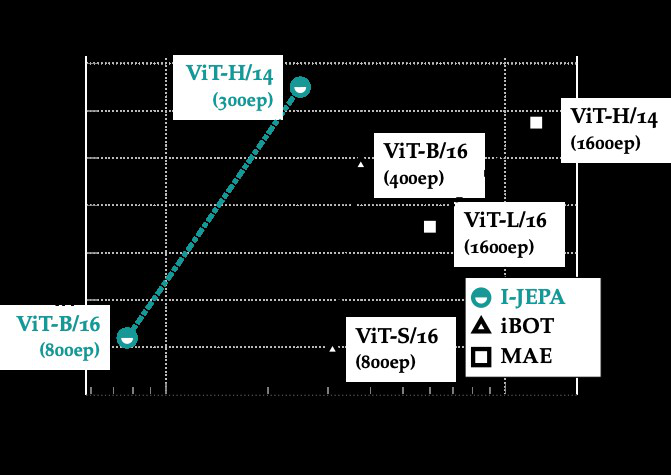 ViT-H/14
(300ep)
ViT-H/14
(1600ep)
ViT-B/16
(400ep)
ViT-L/16
(1600ep)
ViT-B/16
(800ep)
ViT-S/16
(800ep)
I-JEPA
iBOT
MAE